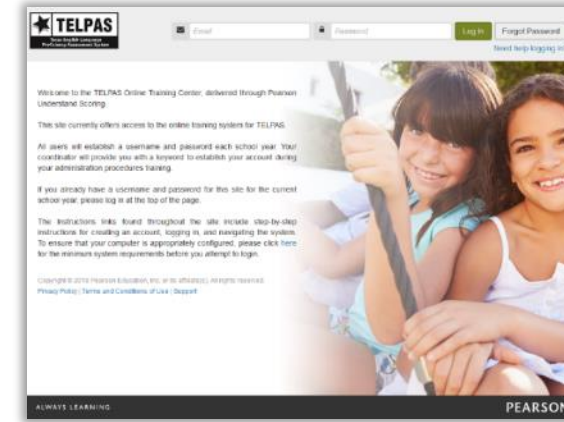 TELPAS
Texas English Language
Proficiency Assessment System
Email
Password
Log In
Forgot Password
Need help logging in
Welcome to the TELPAS Online Training Center, delivered through Pearson
Understand Scoring.
This site currently offers access to the online training system for TELPAS.
All users will establish a username and password each school year. Your
coordinator will provide you with a keyword to establish your account during
your administration procedures training.
If you already have a username and password for this site for the current
school year, please log in at the top of the page.
The Instructions links found throughout the site include step-by-step
instructions for creating an account, logging in, and navigating the system.
To ensure that your computer is appropriately configured, please click here
for the minimum system requirements before you attempt to login.
Copyright © 2018 Pearson Education, Inc. or its affiliate(s). All rights reserved.
Privacy Policy | Terms and Conditions of Use | Support
ALWAYS LEARNING
PEARSON